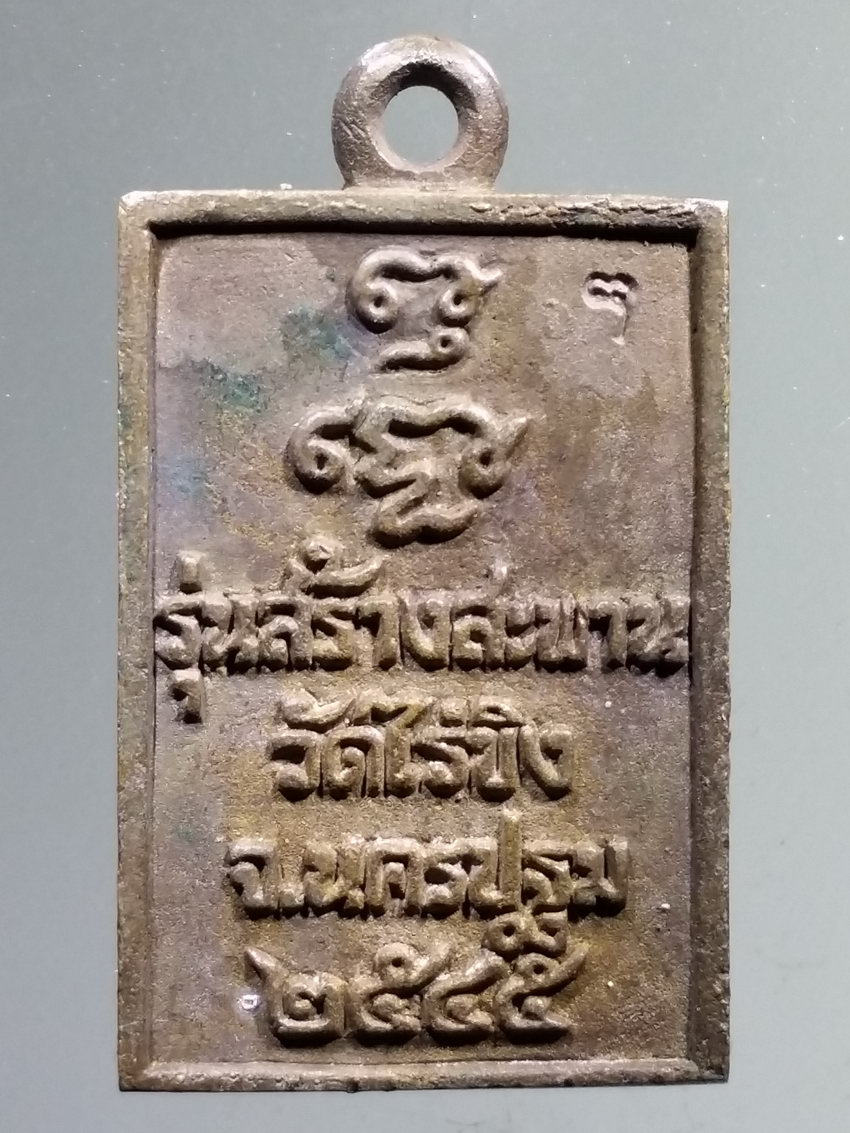 รุ่นสร้างสะพาน
วัดไร่ขิง
จ.นครปฐม
๒๕๔๕